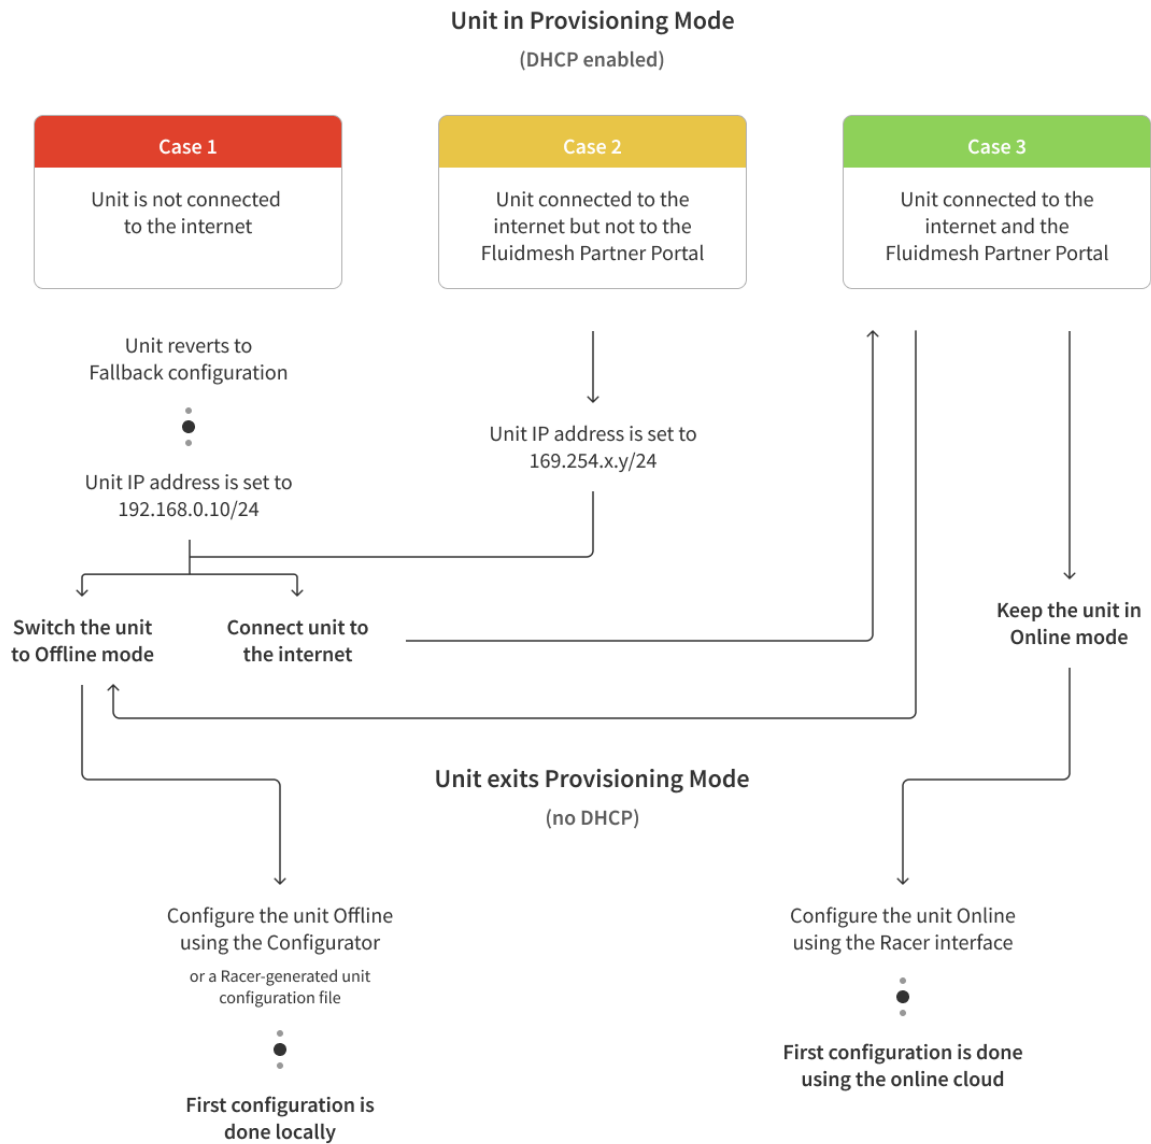 Unit in Provisioning Mode
(DHCP enabled)
Case 1
Unit is not connected
to the internet
Case 2
Unit connected to the
internet but not to the
Fluidmesh Partner Portal
Case 3
Unit connected to the
internet and the
Fluidmesh Partner Portal
Unit reverts to
Fallback configuration
Unit IP address is set to
192.168.0.10/24
Unit IP address is set to
169.254.x.y/24
Switch the unit
to Offline mode
Connect unit to
the internet
Keep the unit in
Online mode
Unit exits Provisioning Mode
(no DHCP)
Configure the unit Offline
using the Configurator
or a Racer-generated unit
configuration file
First configuration is
done locally
Configure the unit Online
using the Racer interface
First configuration is done
using the online cloud